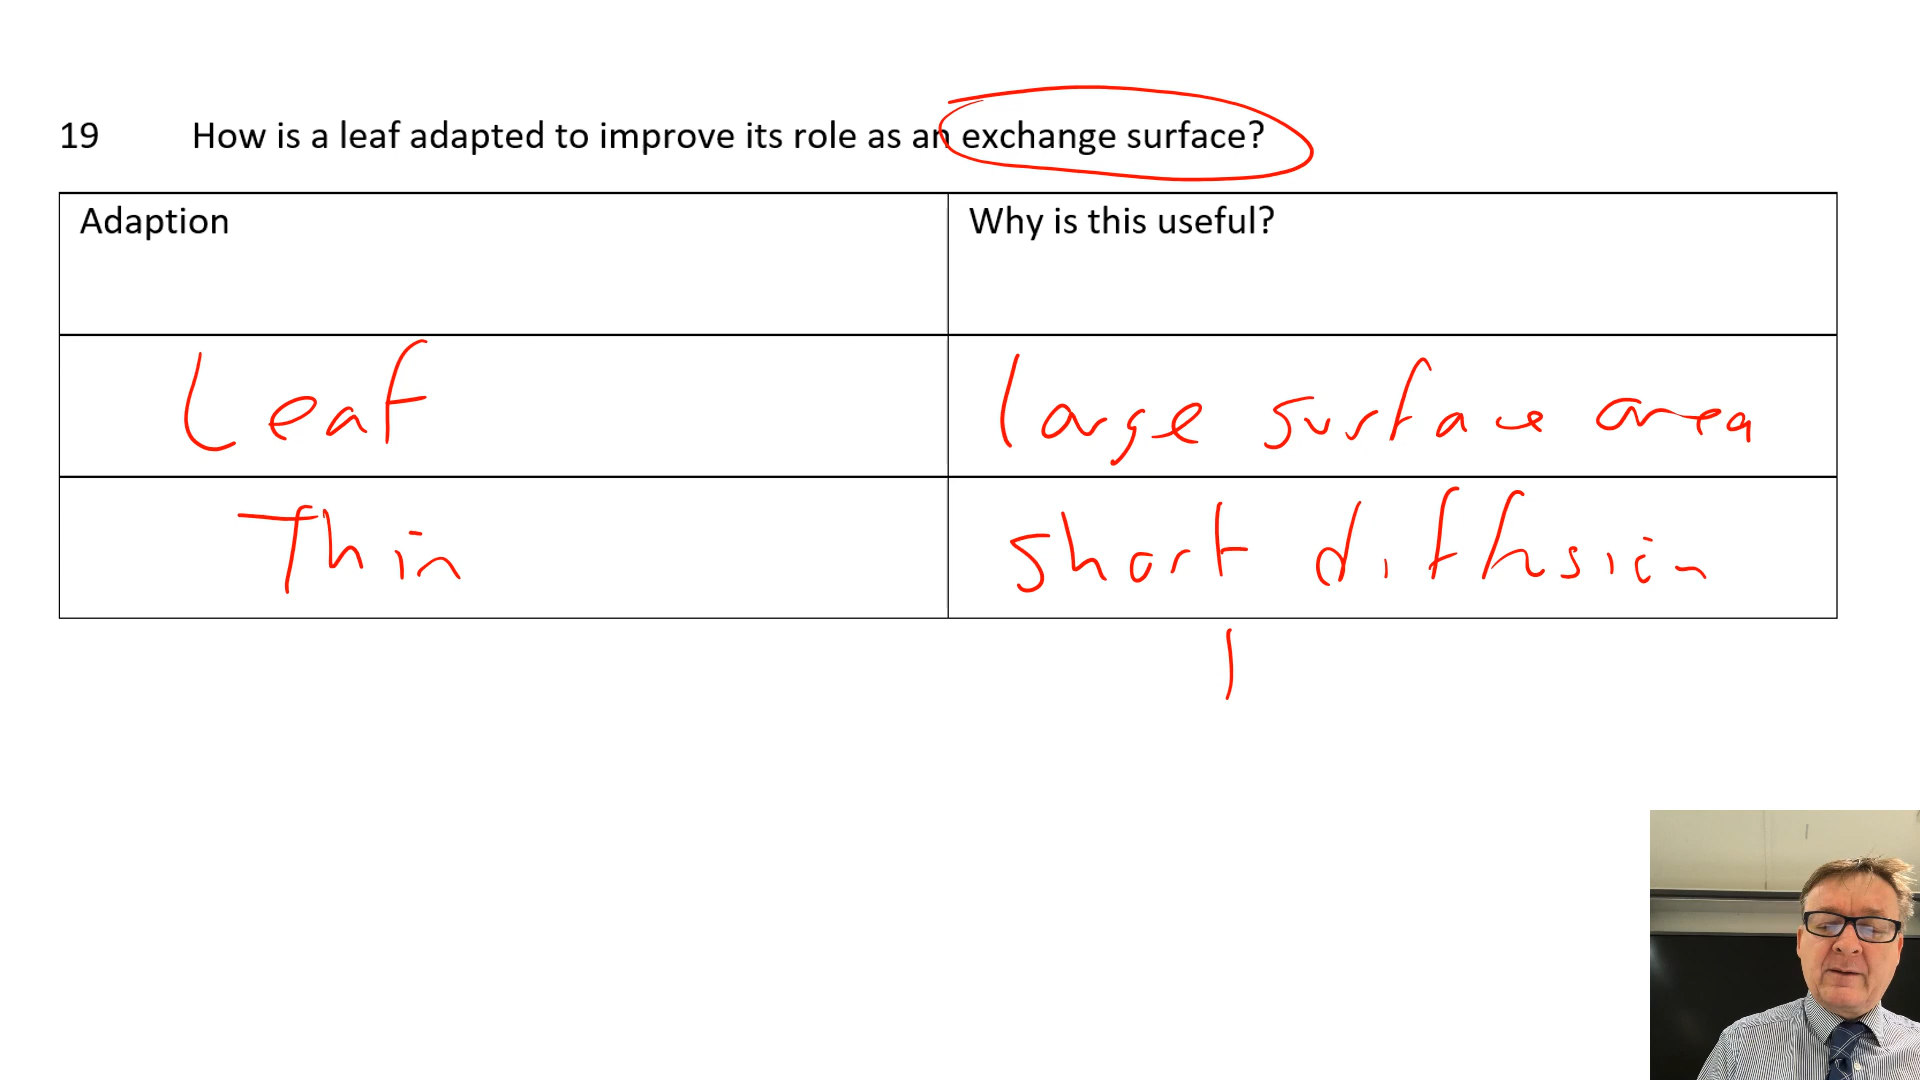 19 How is a leaf adapted to improve its role as an exchange surface?
Adaption Why is this useful?
Leaf large surface area
Thin short diffusion